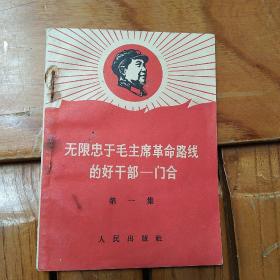 无限忠于毛主席革命路线
的好干部—门合
第一集
人民出版社